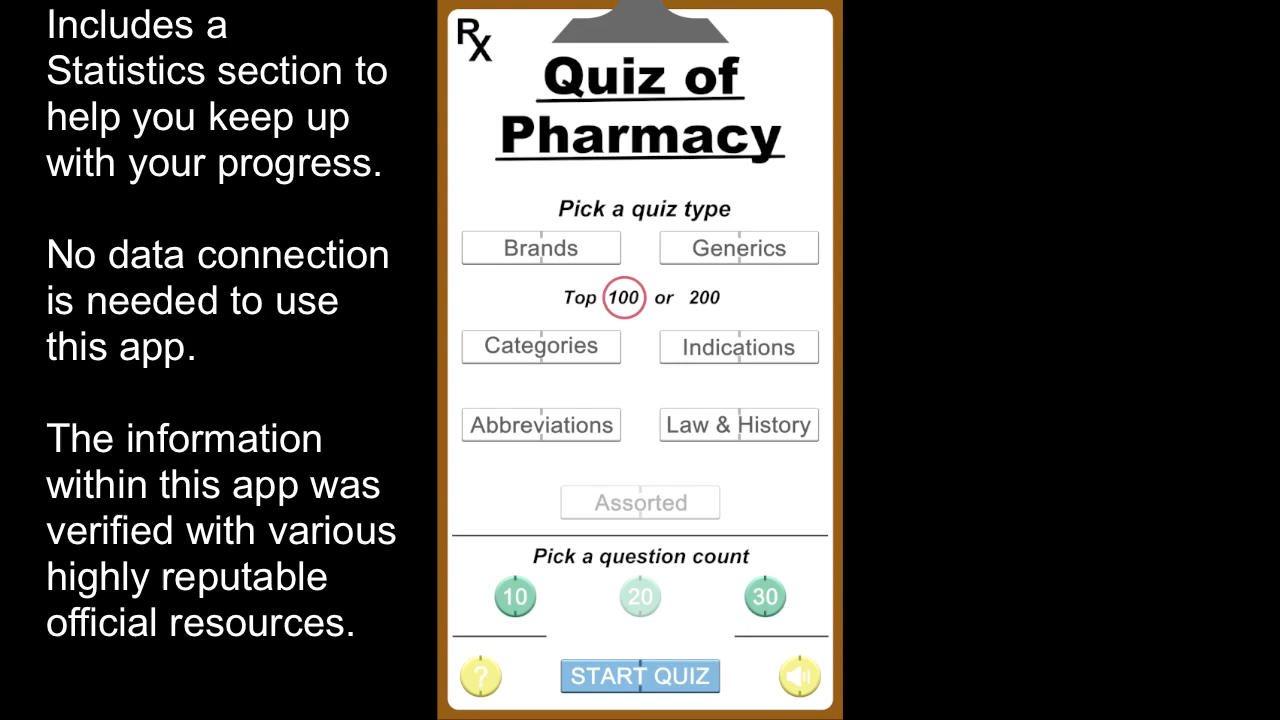 Includes a
Statistics section to
help you keep up
with your progress.
No data connection
is needed to use
this app.
The information
within this app was
verified with various
highly reputable
official resources.
RX
Quiz of
Pharmacy
Pick a quiz type
Brands Generics
Top 100 or 200
Categories Indications
Abbreviations Law & History
Assorted
Pick a question count
10 20 30
? START QUIZ